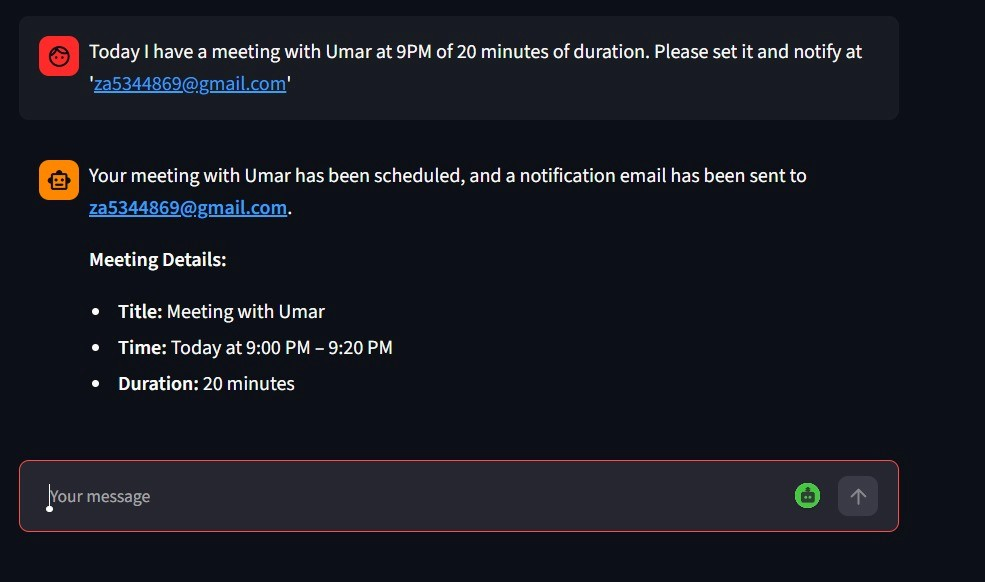 Today I have a meeting with Umar at 9PM of 20 minutes of duration. Please set it and notify at
'za5344869@gmail.com'
Your meeting with Umar has been scheduled, and a notification email has been sent to
za5344869@gmail.com.
Meeting Details:
• Title: Meeting with Umar
• Time: Today at 9:00 PM – 9:20 PM
• Duration: 20 minutes
Your message